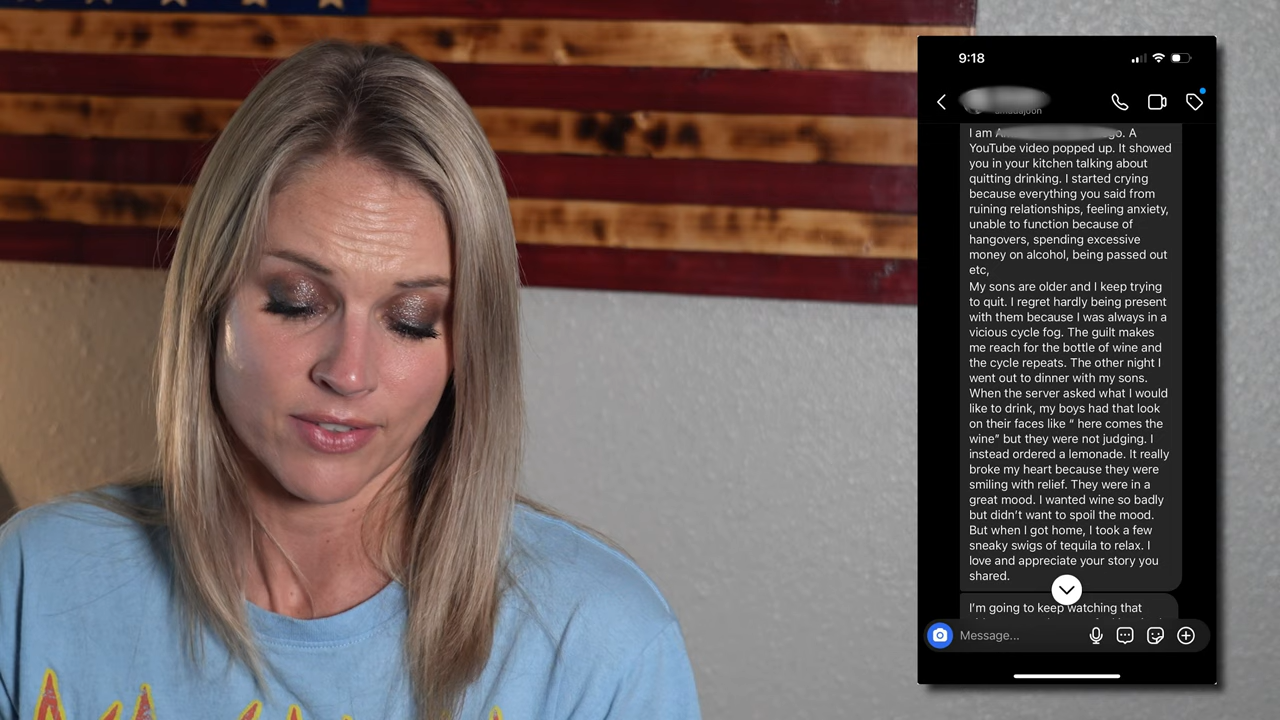 9:18
I am
go. A
YouTube video popped up. It showed
you in your kitchen talking about
quitting drinking. I started crying
because everything you said from
ruining relationships, feeling anxiety,
unable to function because of
hangovers, spending excessive
money on alcohol, being passed out
etc,
My sons are older and I keep trying
to quit. I regret hardly being present
with them because I was always in a
vicious cycle fog. The guilt makes
me reach for the bottle of wine and
the cycle repeats. The other night I
went out to dinner with my sons.
When the server asked what I would
like to drink, my boys had that look
on their faces like “ here comes the
wine” but they were not judging. I
instead ordered a lemonade. It really
broke my heart because they were
smiling with relief. They were in a
great mood. I wanted wine so badly
but didn’t want to spoil the mood.
But when I got home, I took a few
sneaky swigs of tequila to relax. I
love and appreciate your story you
shared.
I’m going to keep watching that
Message...